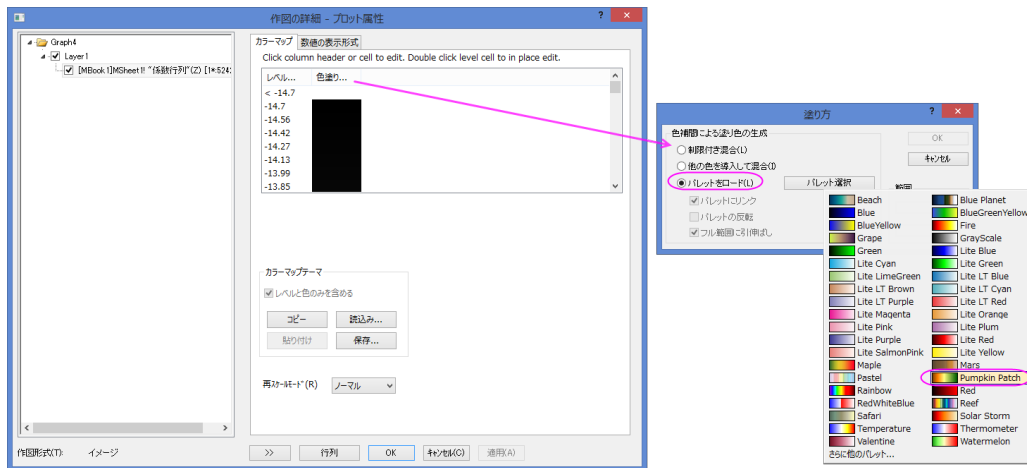 作図の詳細 - プロット属性
? ×
Graph4
Layer1
[MBook1]MSheet1! "係数行列"(Z) [1*:524:
カラーマップ 数値の表示形式
Click column header or cell to edit. Double click level cell to in place edit.
レベル... 色塗り...
< -14.7
-14.7
-14.56
-14.42
-14.27
-14.13
-13.99
-13.85
カラーマップテーマ
レベルと色のみを含める
コピー 読込み...
貼り付け 保存...
再スケールモード(R) ノーマル
作図形式(T): イメージ
>> 行列 OK キャンセル(C) 適用(A)
塗り方
? ×
色補間による塗り色の生成
制限付き混合(L)
他の色を導入して混合(I)
パレットをロード(L) パレット選択
パレットにリンク
パレットの反転
フル範囲に引伸ばし
OK
キャンセル
範囲
Beach Blue Planet
Blue BlueGreenYellow
BlueYellow Fire
Grape GrayScale
Green Lite Blue
Lite Cyan Lite Green
Lite LimeGreen Lite LT Blue
Lite LT Brown Lite LT Cyan
Lite LT Purple Lite LT Red
Lite Magenta Lite Orange
Lite Pink Lite Plum
Lite Purple Lite Red
Lite SalmonPink Lite Yellow
Maple Mars
Pastel Pumpkin Patch
Rainbow Red
RedWhiteBlue Reef
Safari Solar Storm
Temperature Thermometer
Valentine Watermelon
さらに他のパレット...